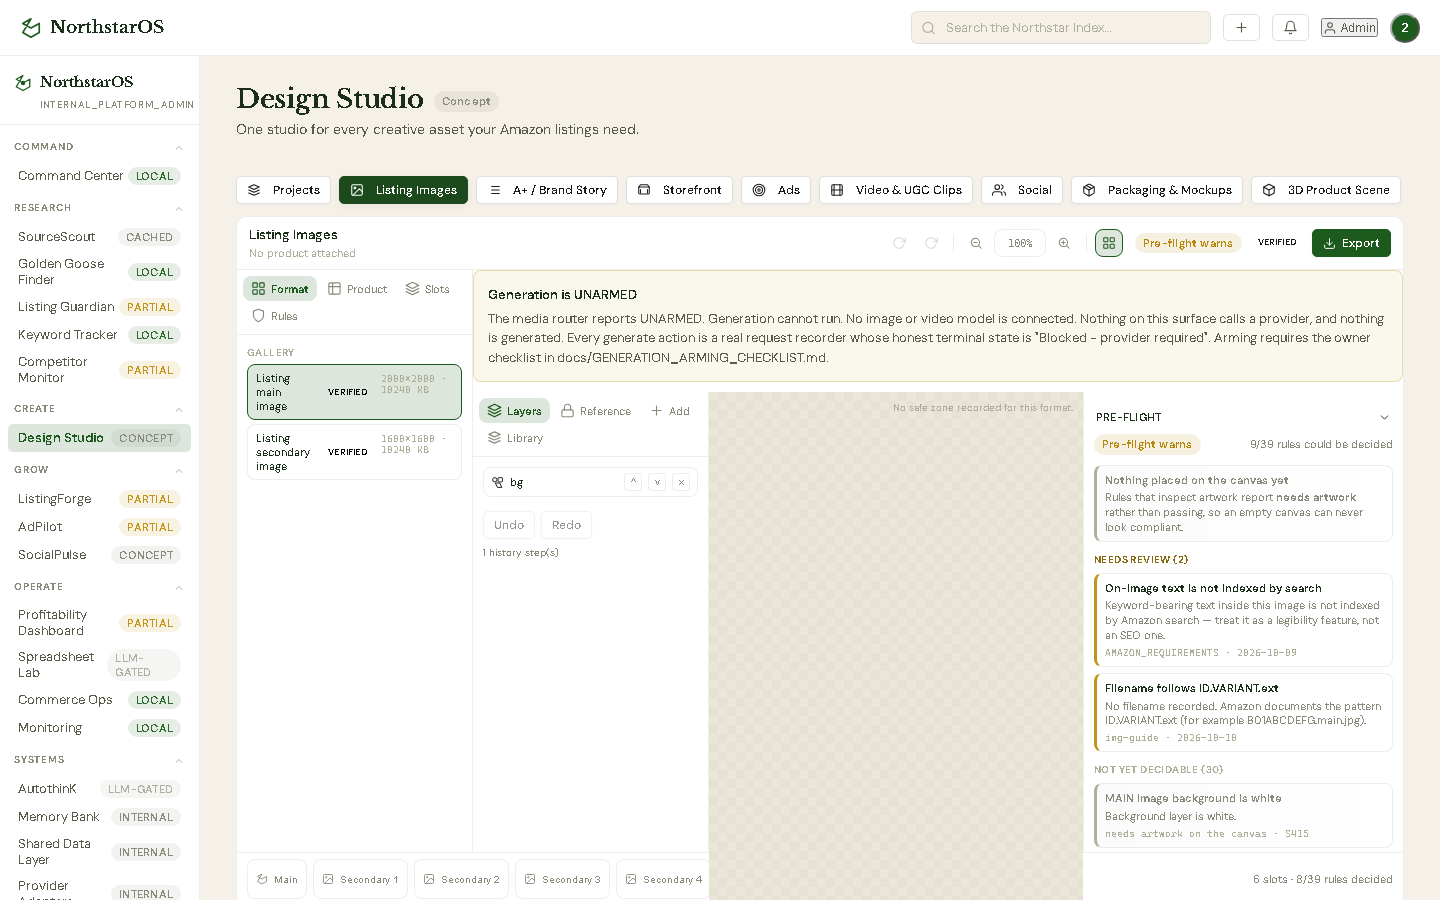 NorthstarOS
Search the Northstar Index...
Admin
2
NorthstarOS
INTERNAL_PLATFORM_ADMIN
COMMAND
Command Center LOCAL
RESEARCH
SourceScout CACHED
Golden Goose
Finder
LOCAL
Listing Guardian PARTIAL
Keyword Tracker LOCAL
Competitor
Monitor
PARTIAL
CREATE
Design Studio CONCEPT
GROW
ListingForge PARTIAL
AdPilot PARTIAL
SocialPulse CONCEPT
OPERATE
Profitability
Dashboard
PARTIAL
Spreadsheet
Lab
LLM-
GATED
Commerce Ops LOCAL
Monitoring LOCAL
SYSTEMS
AutothinK LLM-GATED
Memory Bank INTERNAL
Shared Data
Layer
INTERNAL
Provider
INTERNAL
Design Studio Concept
One studio for every creative asset your Amazon listings need.
Projects Listing Images A+ / Brand Story Storefront Ads Video & UGC Clips Social Packaging & Mockups 3D Product Scene
Listing Images
No product attached
100% Pre-flight warns VERIFIED Export
Format Product Slots
Rules
GALLERY
Listing
main
image
VERIFIED
2000×2000 ·
10240 KB
Listing
secondary
image
VERIFIED
1600×1600 ·
10240 KB
Generation is UNARMED
The media router reports UNARMED. Generation cannot run. No image or video model is connected. Nothing on this surface calls a provider, and nothing
is generated. Every generate action is a real request recorder whose honest terminal state is "Blocked - provider required". Arming requires the owner
checklist in docs/GENERATION_ARMING_CHECKLIST.md.
Layers Reference Add
Library
bg ^ v ×
Undo Redo
1 history step(s)
No safe zone recorded for this format.
PRE-FLIGHT
Pre-flight warns 9/39 rules could be decided
Nothing placed on the canvas yet
Rules that inspect artwork report needs artwork
rather than passing, so an empty canvas can never
look compliant.
NEEDS REVIEW (2)
On-image text is not indexed by search
Keyword-bearing text inside this image is not indexed
by Amazon search — treat it as a legibility feature, not
an SEO one.
AMAZON_REQUIREMENTS · 2026-10-09
Filename follows ID.VARIANT.ext
No filename recorded. Amazon documents the pattern
ID.VARIANT.ext (for example B01ABCDEFG.main.jpg).
img-guide · 2026-10-10
NOT YET DECIDABLE (30)
MAIN image background is white
Background layer is white.
needs artwork on the canvas · S415
Main Secondary 1 Secondary 2 Secondary 3 Secondary 4
6 slots · 8/39 rules decided